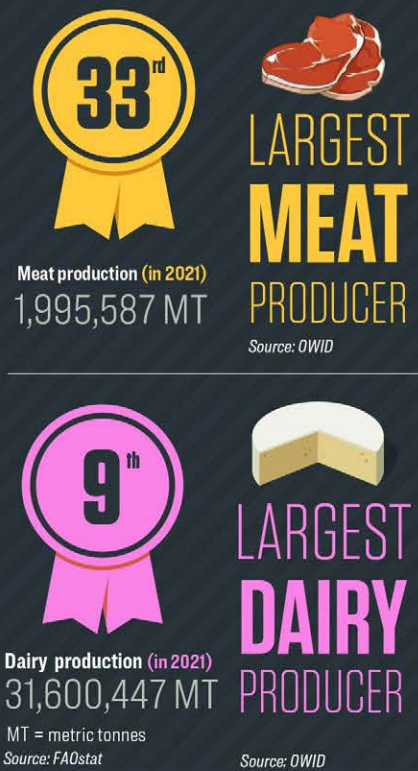 33rd
LARGEST
MEAT
PRODUCER
Meat production (in 2021)
1,995,587 MT
Source: OWID
9th
LARGEST
DAIRY
PRODUCER
Dairy production (in 2021)
31,600,447 MT
MT = metric tonnes
Source: FAOstat
Source: OWID